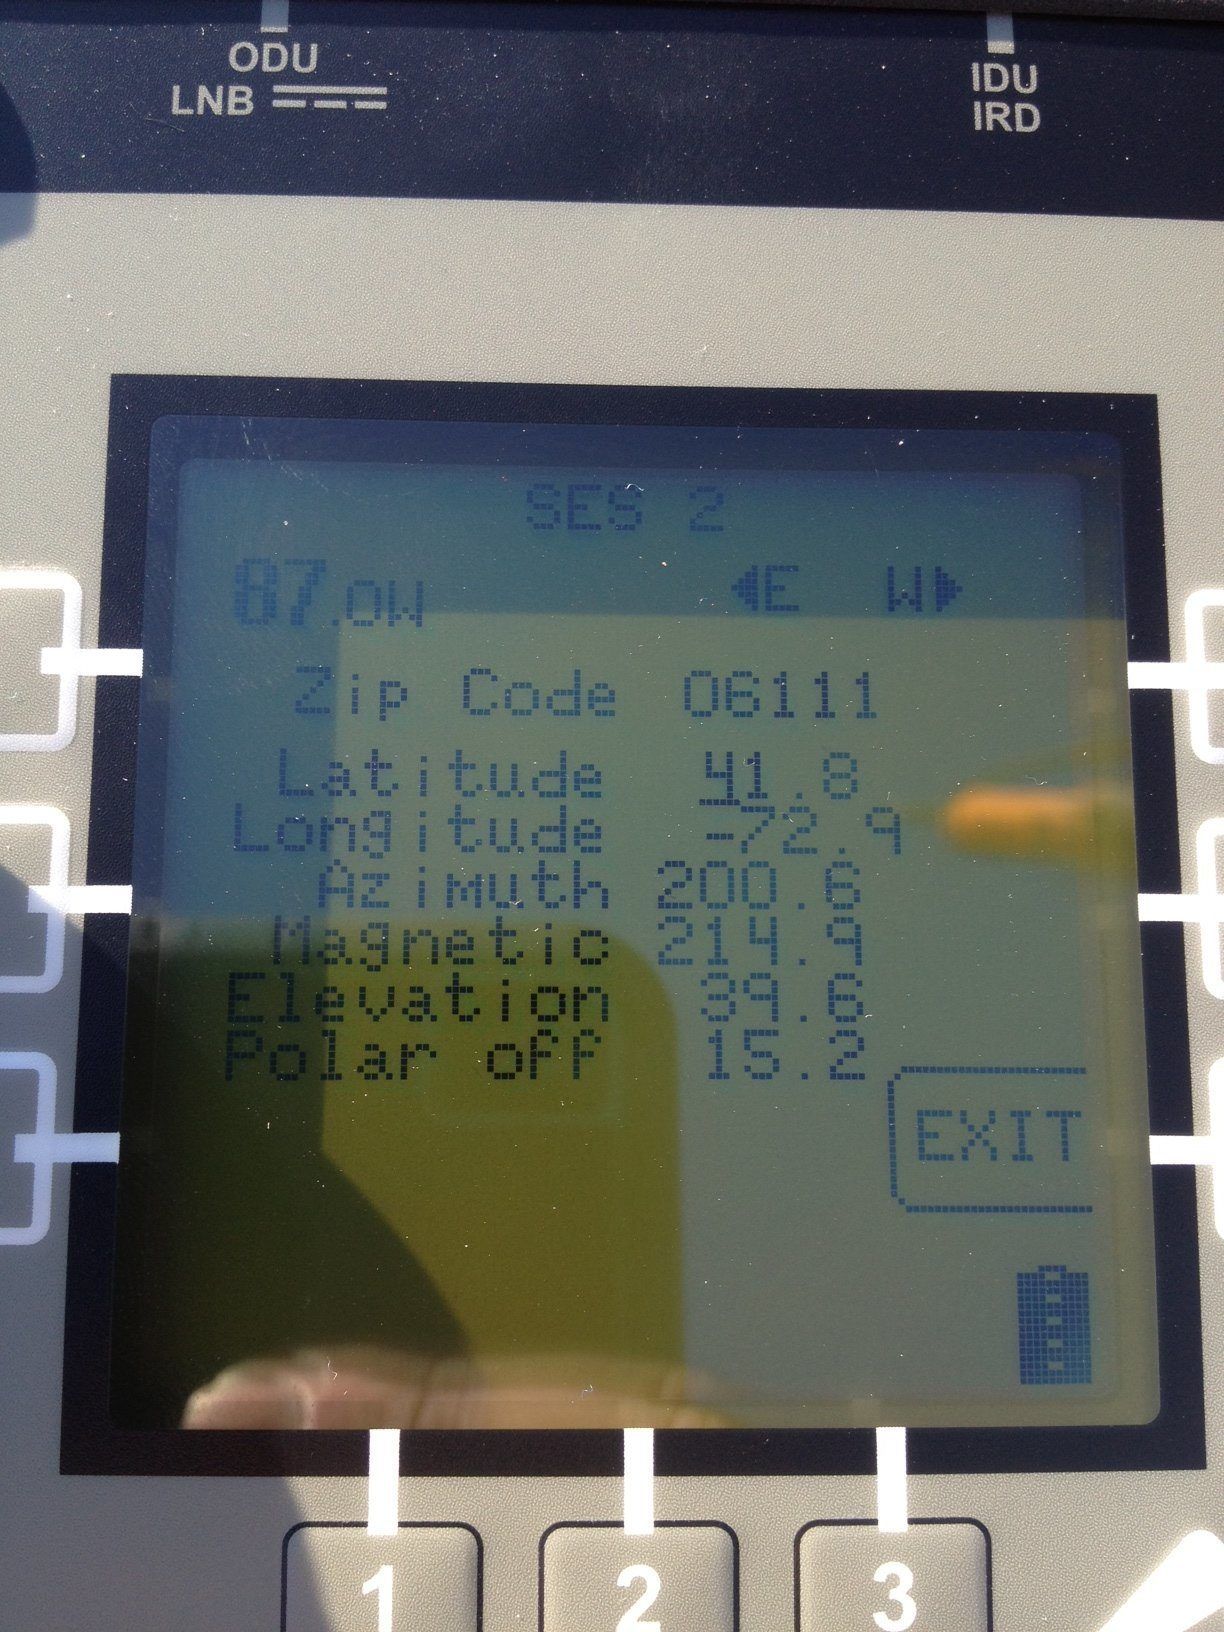 ODU
LNB
IDU
IRD
SES 2
87.0W E W
Zip Code 06111
Latitude 41.8
Longitude -72.9
Azimuth 200.6
Magnetic 214.9
Elevation 39.6
Polar off 15.2
EXIT
1 2 3